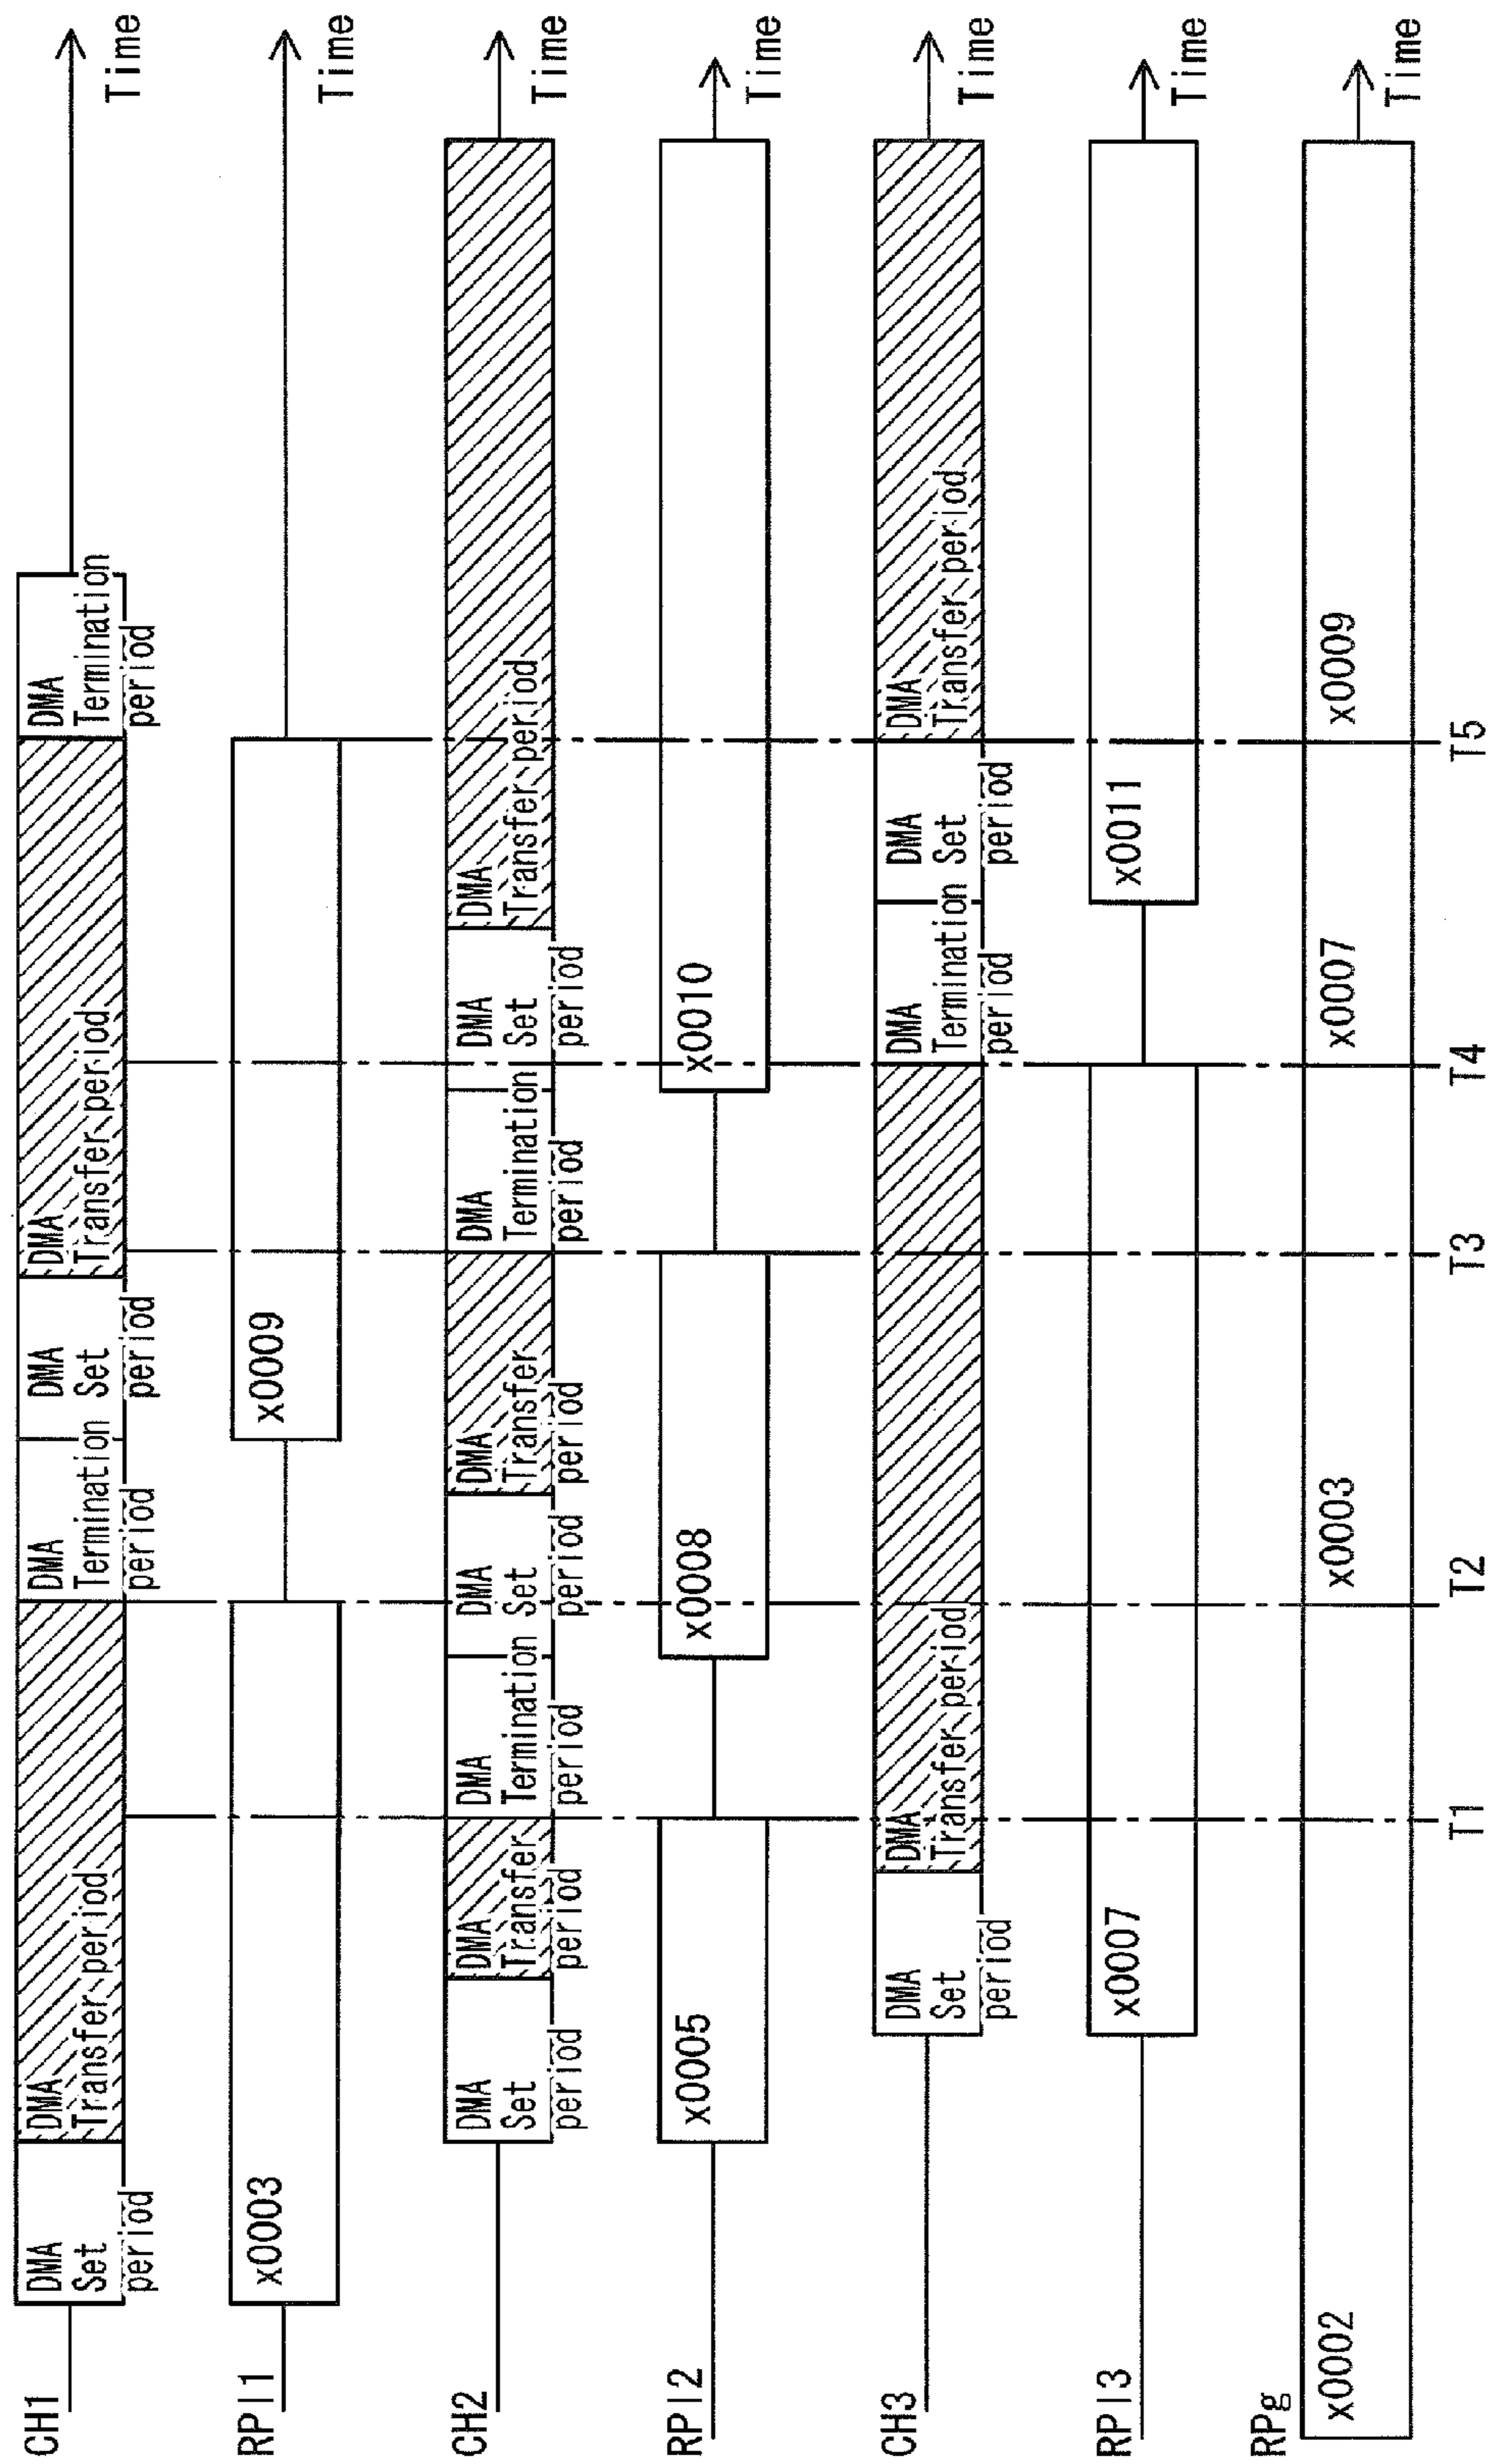 CH1
DMA
Set
period
DMA
Transfer period
DMA
Termination
period
DMA
Set
period
DMA
Transfer period
DMA
Termination
period
Time
RPl1
x0003
x0009
Time
CH2
DMA
Set
period
DMA
Transfer
period
DMA
Termination
period
DMA
Set
period
DMA
Transfer
period
DMA
Termination
period
DMA
Set
period
DMA
Transfer period
Time
RPl2
x0005
x0008
x0010
Time
CH3
DMA
Set
period
DMA
Transfer period
DMA
Termination
period
DMA
Set
period
DMA
Transfer period
Time
RPl3
x0007
x0011
Time
RPg
x0002
x0003
x0007
x0009
Time
T1
T2
T3
T4
T5